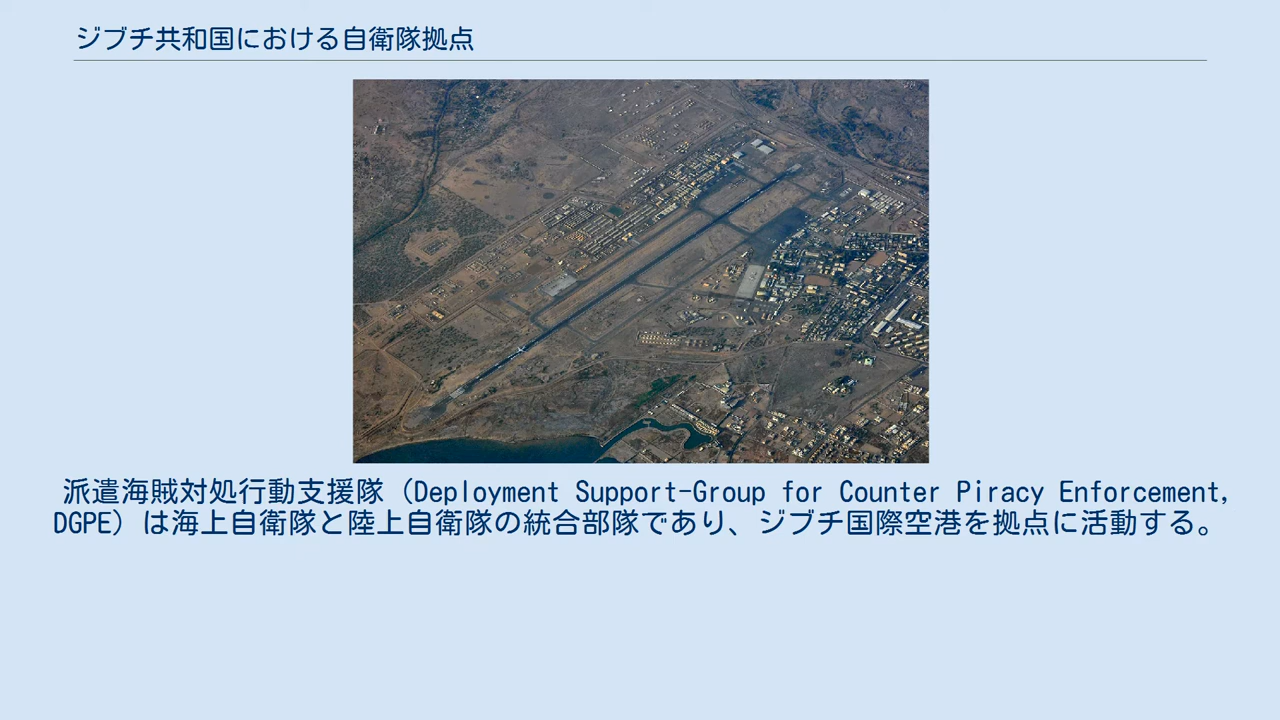 ジブチ共和国における自衛隊拠点
派遣海賊対処行動支援隊（Deployment Support-Group for Counter Piracy Enforcement,
DGPE）は海上自衛隊と陸上自衛隊の統合部隊であり、ジブチ国際空港を拠点に活動する。